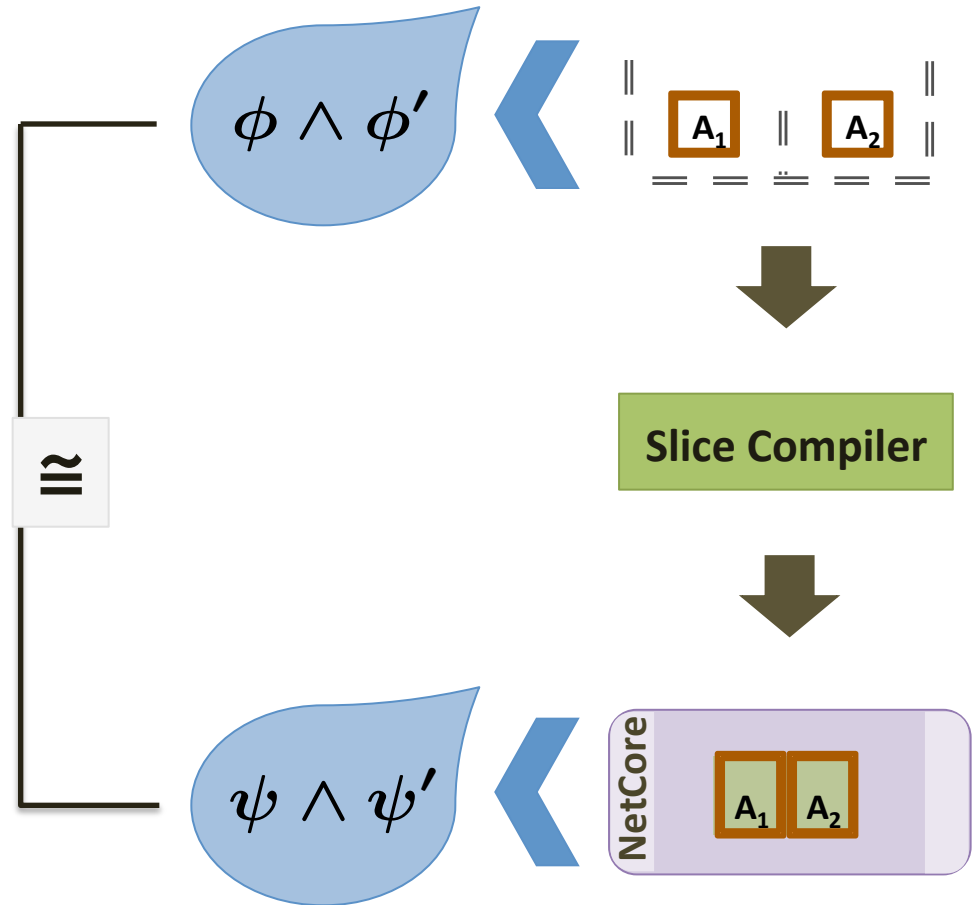 ϕ ∧ ϕ′
A₁
A₂
Slice Compiler
≅
ψ ∧ ψ′
NetCore
A₁
A₂